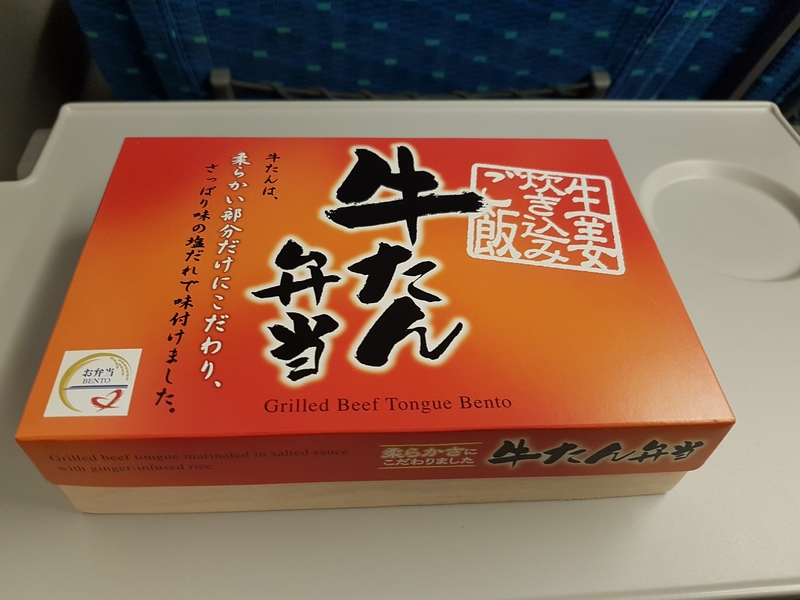 生姜
炊き込み
ご飯
牛たん
弁当
牛たんは、
柔らかい部分だけにこだわり、
さっぱり味の塩だれで味付けました。
Grilled Beef Tongue Bento
お弁当
BENTO
Grilled beef tongue marinated in salted sauce
with ginger-infused rice
柔らかさに
こだわりました
牛たん弁当